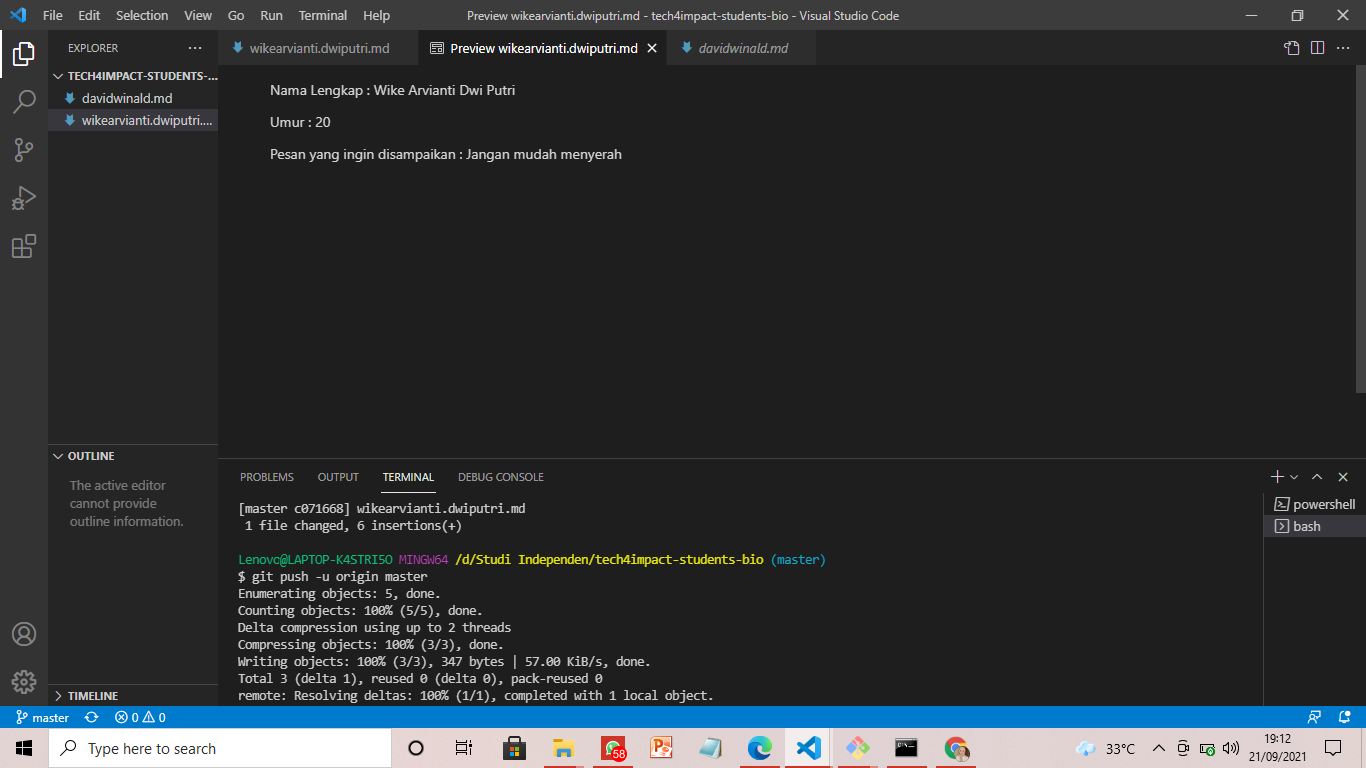 File Edit Selection View Go Run Terminal Help
Preview wikearvianti.dwiputri.md - tech4impact-students-bio - Visual Studio Code
EXPLORER ...
wikearvianti.dwiputri.md
Preview wikearvianti.dwiputri.md
davidwinald.md
TECH4IMPACT-STUDENTS-...
davidwinald.md
wikearvianti.dwiputri....
Nama Lengkap : Wike Arvianti Dwi Putri
Umur : 20
Pesan yang ingin disampaikan : Jangan mudah menyerah
OUTLINE
The active editor
cannot provide
outline information.
TIMELINE
PROBLEMS OUTPUT TERMINAL DEBUG CONSOLE
[master c071668] wikearvianti.dwiputri.md
1 file changed, 6 insertions(+)
Lenovo@LAPTOP-K4STRI5O MINGW64 /d/Studi Independen/tech4impact-students-bio (master)
$ git push -u origin master
Enumerating objects: 5, done.
Counting objects: 100% (5/5), done.
Delta compression using up to 2 threads
Compressing objects: 100% (3/3), done.
Writing objects: 100% (3/3), 347 bytes | 57.00 KiB/s, done.
Total 3 (delta 1), reused 0 (delta 0), pack-reused 0
remote: Resolving deltas: 100% (1/1), completed with 1 local object.
powershell
bash
master 0 0
Type here to search
58
33°C
19:12
21/09/2021